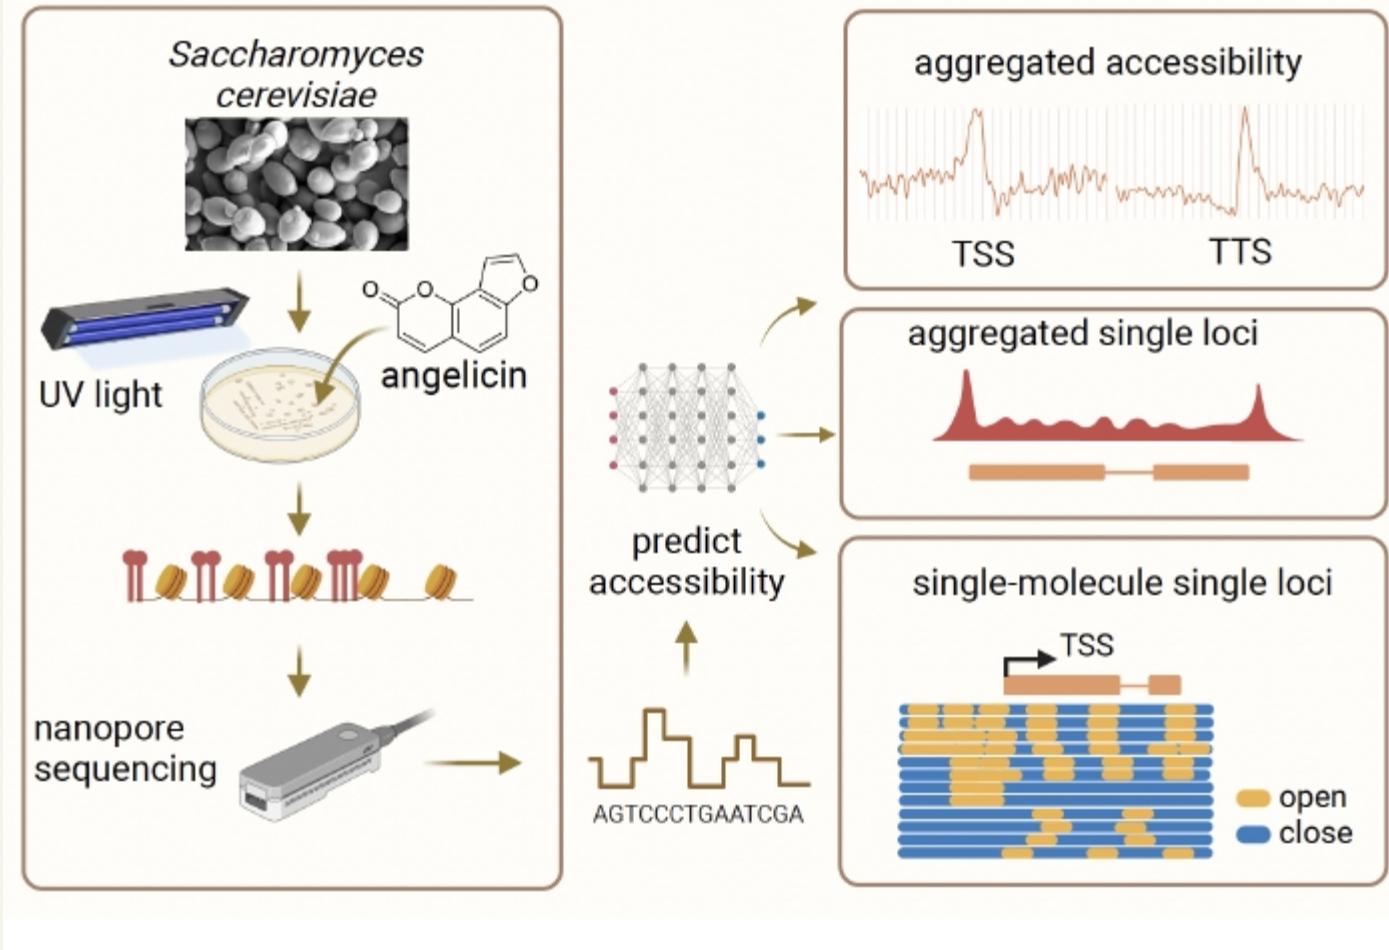 Saccharomyces
cerevisiae
UV light
O
O
O
angelicin
nanopore
sequencing
AGTCCCTGAATCGA
predict
accessibility
aggregated accessibility
TSS
TTS
aggregated single loci
single-molecule single loci
TSS
open
close